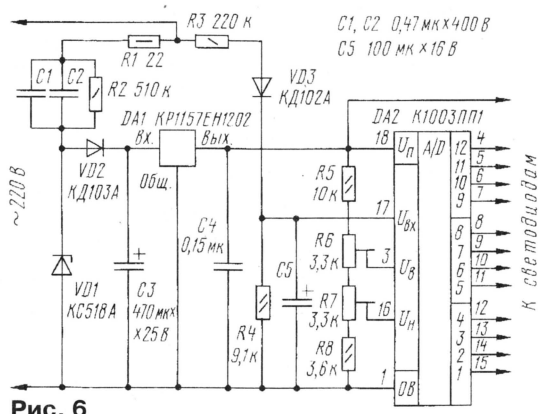 R3 220 к
C1, C2 0,47 мк×400 В
C5 100 мк×16 В
R1 22
C1
C2
R2 510 к
VD3
КД102А
DA1 КР1157ЕН1202
DA2 К1003ПП1
ВХ.
ВЫХ.
Общ.
VD2
КД103А
18
Uп
A/D
12
4
11
5
10
6
9
7
R5
10 к
17
Uвх
8
8
7
9
6
10
5
11
~220 В
C4
0,15 мк
C5
R6
3,3 к
3
Uв
R7
3,3 к
16
Uн
4
12
3
13
2
14
1
15
VD1
КС518А
C3
470 мк×
×25 В
R4
9,1 к
R8
3,6 к
1
0В
К светодиодам
Рис. 6